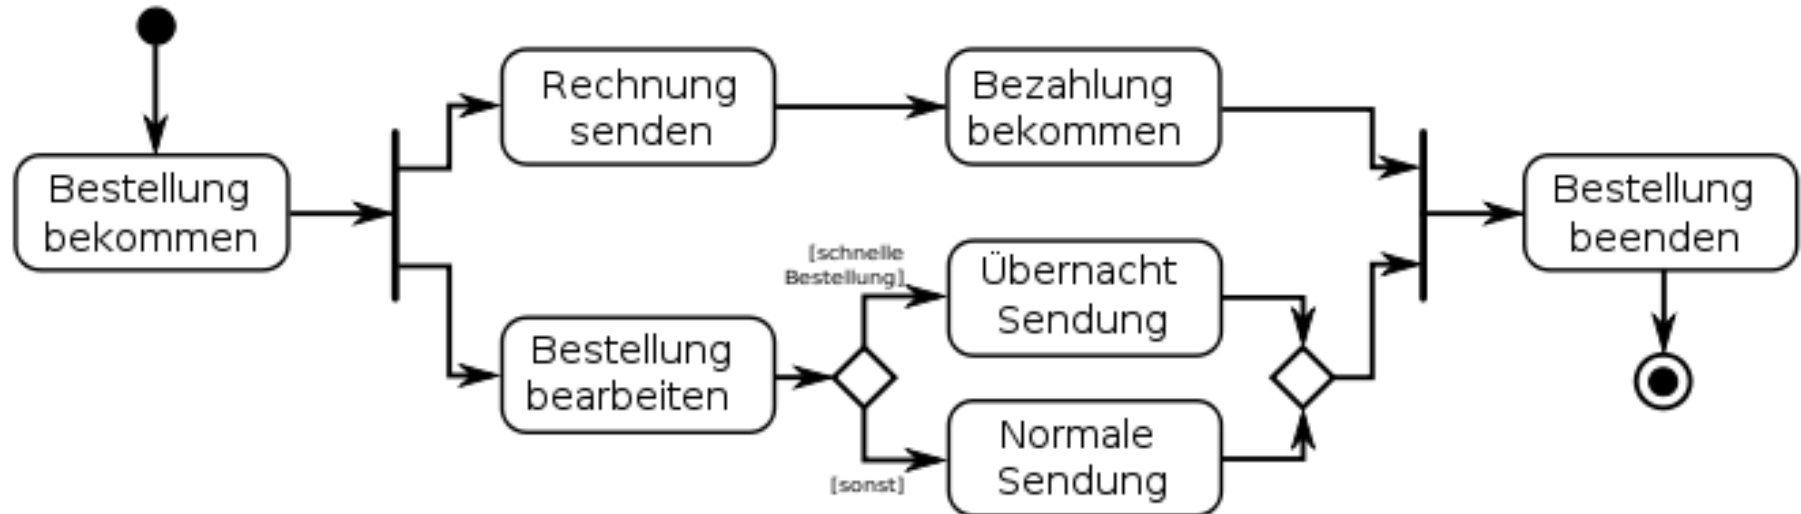 Bestellung
bekommen
Rechnung
senden
Bezahlung
bekommen
Bestellung
bearbeiten
[schnelle
Bestellung]
Übernacht
Sendung
[sonst]
Normale
Sendung
Bestellung
beenden